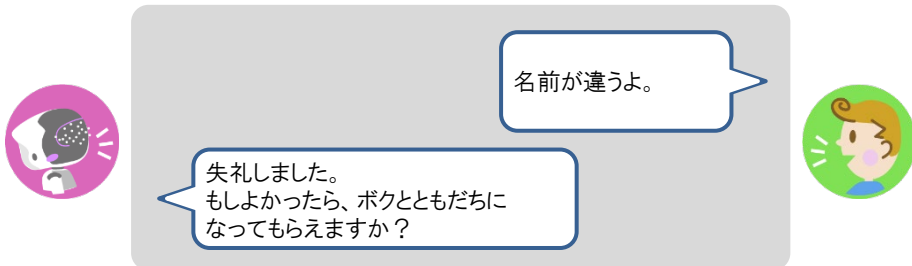 名前が違うよ。
失礼しました。
もしよかったら、ボクとともだちに
なってもらえますか？